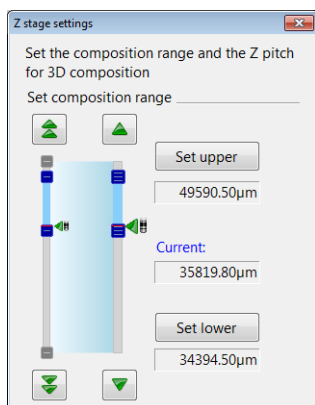 Z stage settings
Set the composition range and the Z pitch
for 3D composition
Set composition range
Set upper
49590.50µm
Current:
35819.80µm
Set lower
34394.50µm